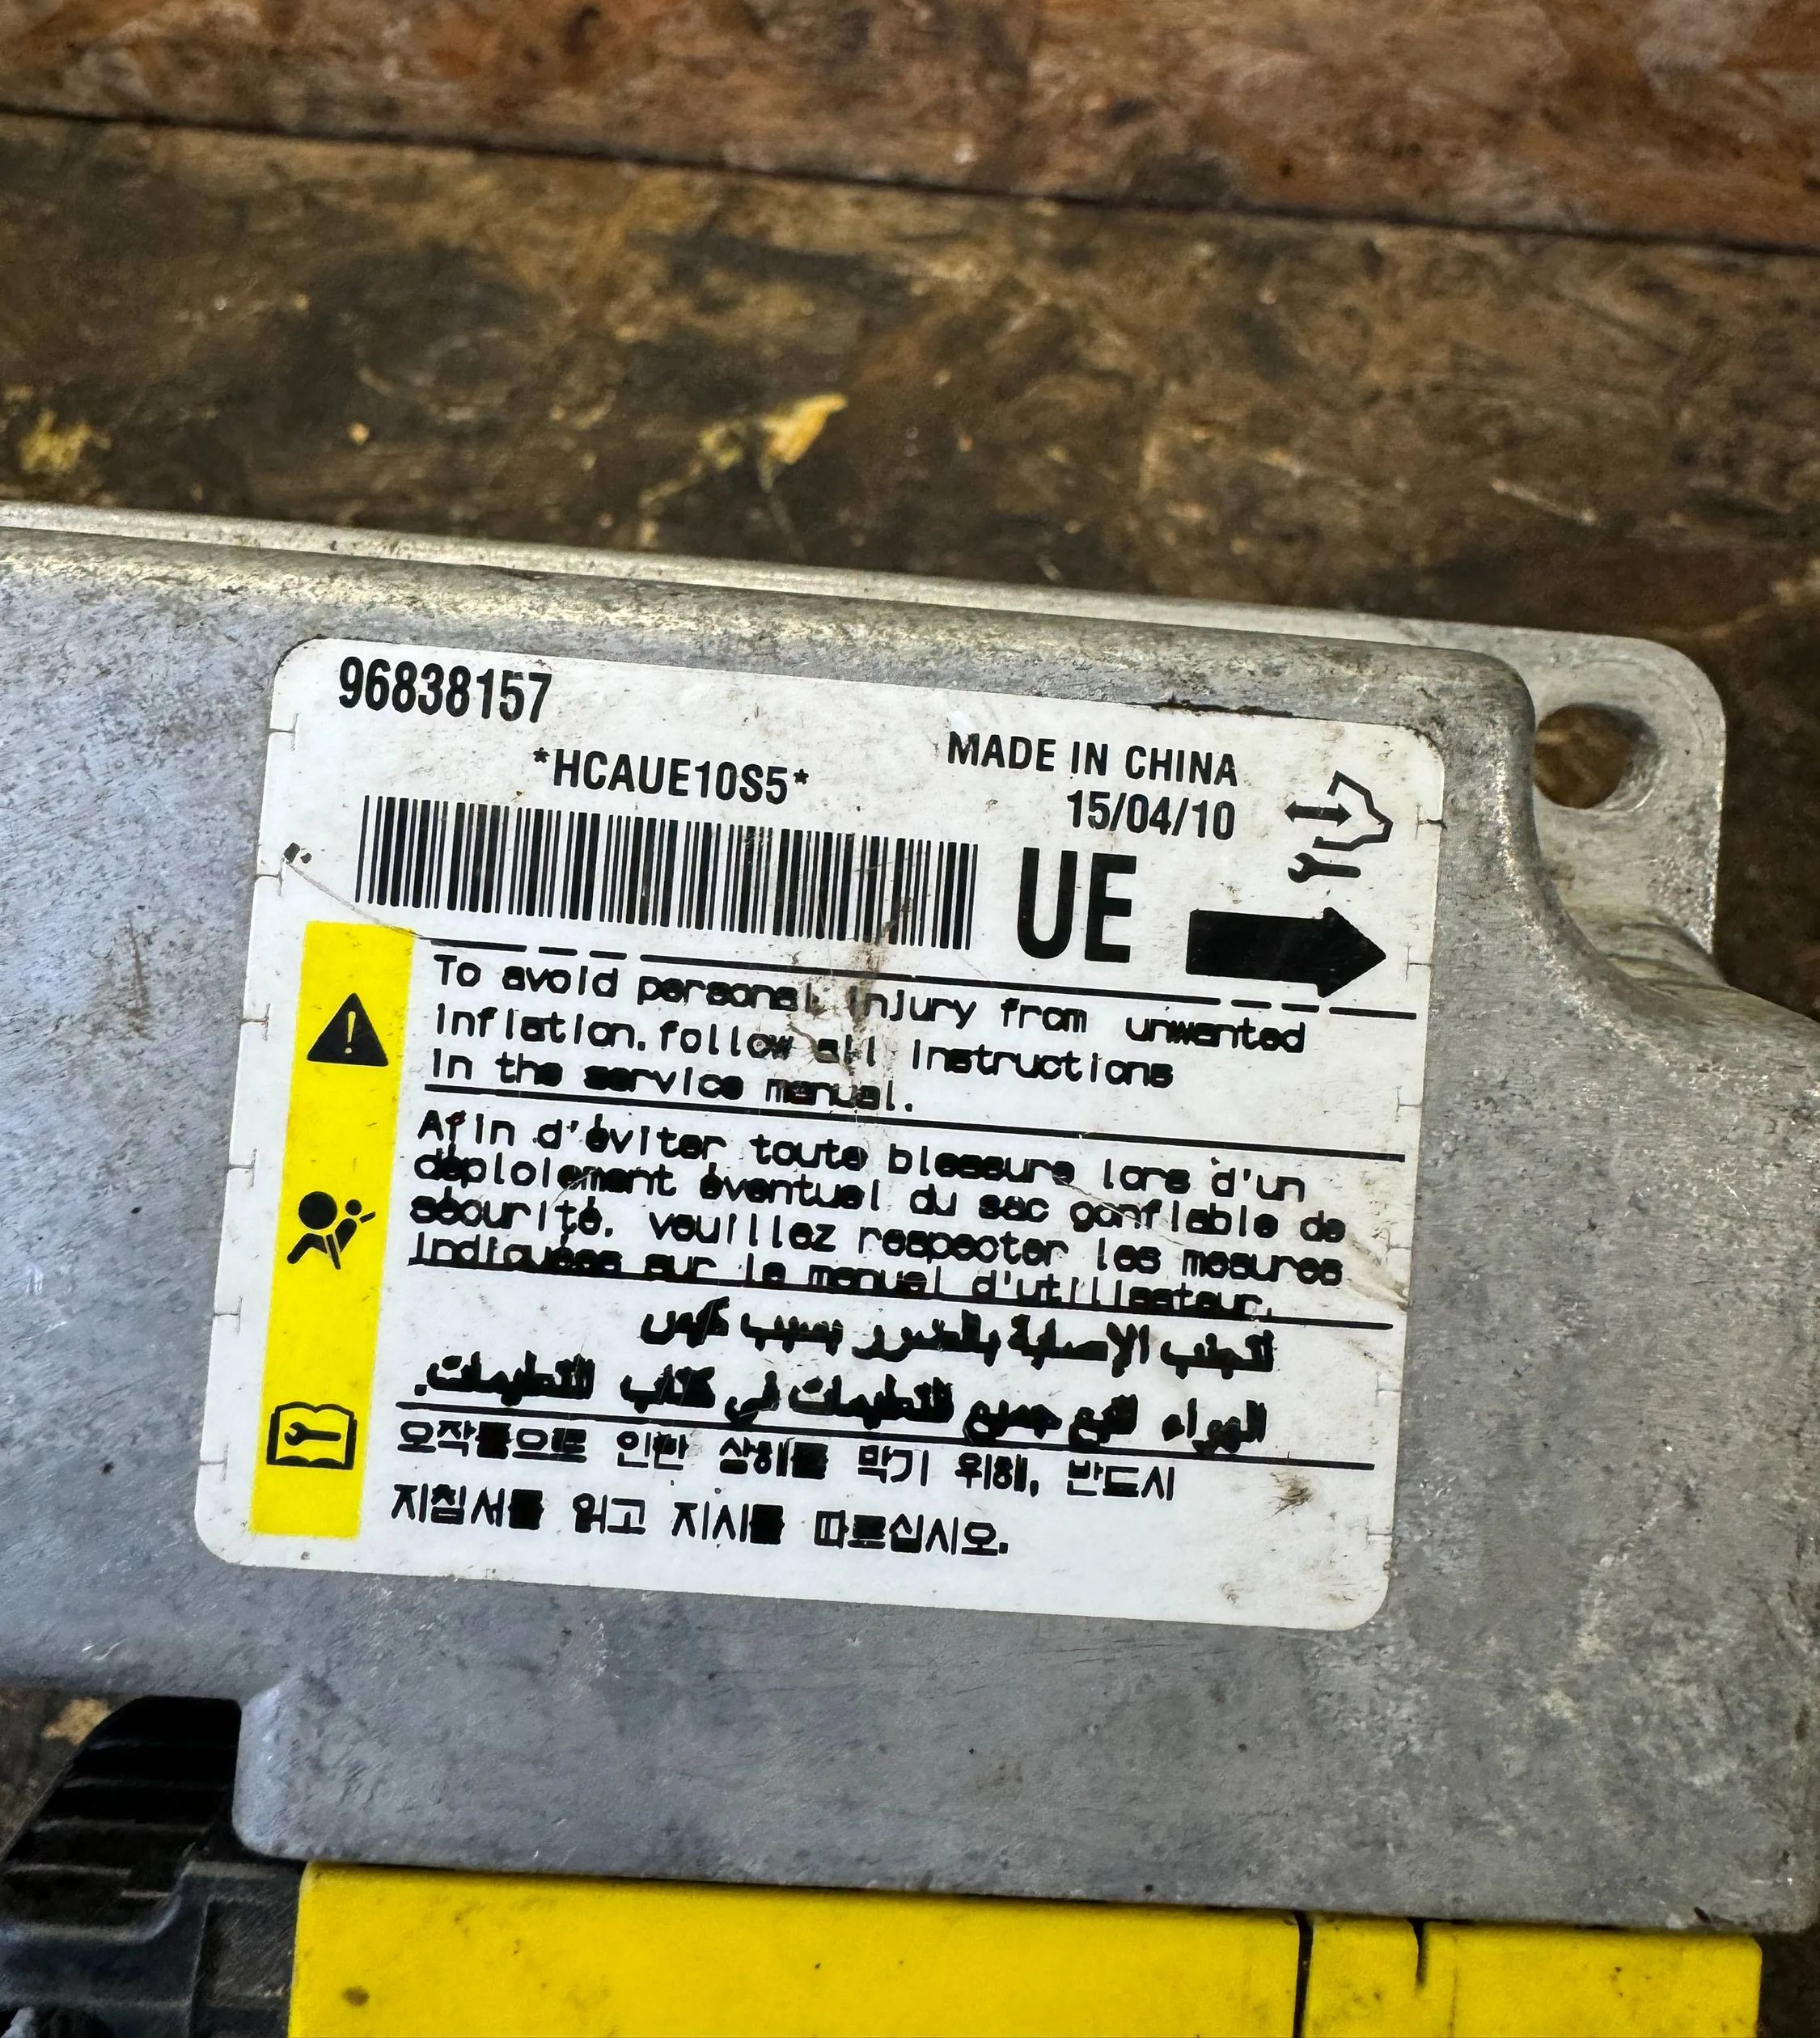 96838157
*HCAUE10S5*
MADE IN CHINA
15/04/10
UE
To avoid personal injury from unwanted
inflation, follow all instructions
in the service manual.
Afin d'éviter toute blessure lors d'un
déploiement éventuel du sac gonflable de
sécurité, veuillez respecter les mesures
indiquées sur le manuel d'utilisateur.
لتجنب الإصابة بالضرر بسبب كيس
الهواء اتبع جميع التعليمات في كتاب التعليمات.
오작동으로 인한 상해를 막기 위해, 반드시
지침서를 읽고 지시를 따르십시오.